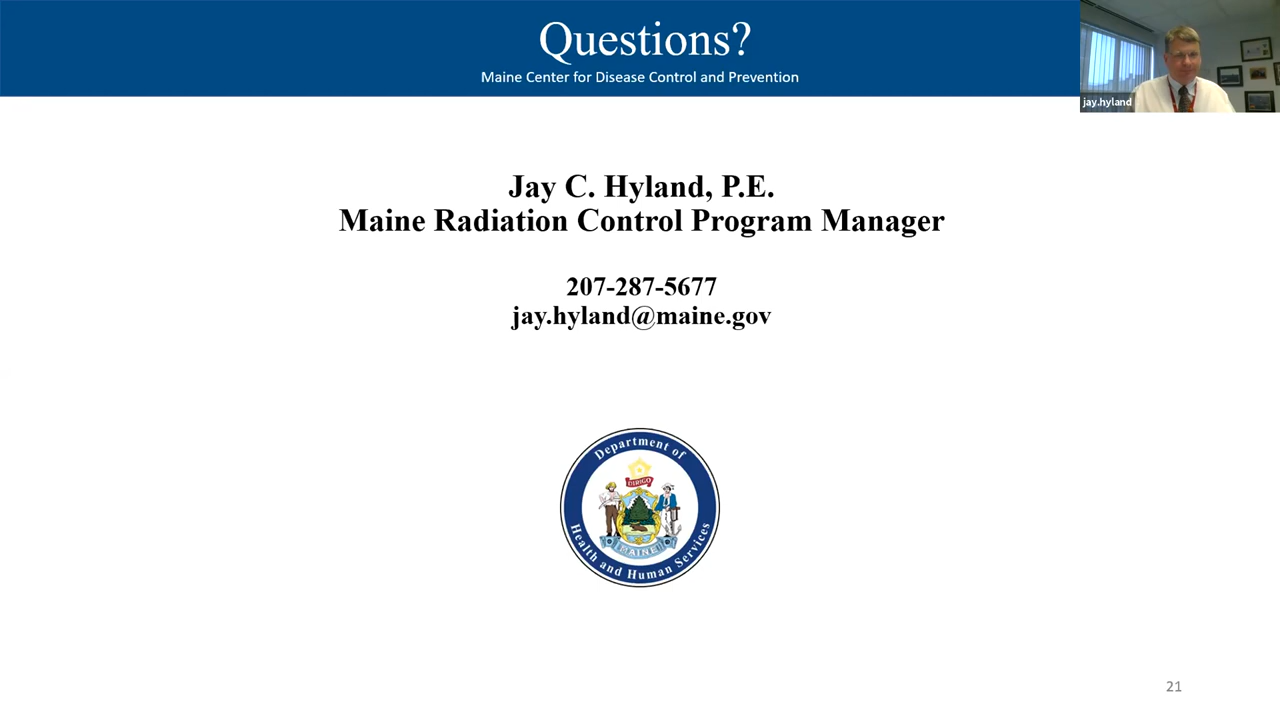 Questions?
Maine Center for Disease Control and Prevention
jay.hyland
Jay C. Hyland, P.E.
Maine Radiation Control Program Manager
207-287-5677
jay.hyland@maine.gov
Department of
DIRIGO
MAINE
Health and Human Services
21